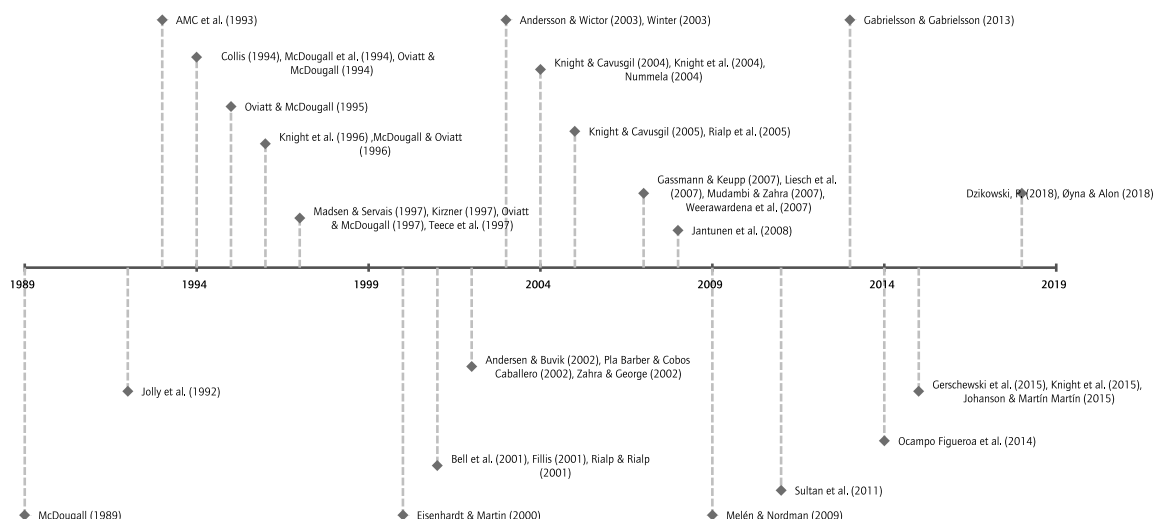 AMC et al. (1993)
Andersson & Wictor (2003), Winter (2003)
Gabrielsson & Gabrielsson (2013)
Collis (1994), McDougall et al. (1994), Oviatt &
McDougall (1994)
Knight & Cavusgil (2004), Knight et al. (2004),
Nummela (2004)
Oviatt & McDougall (1995)
Knight et al. (1996) ,McDougall & Oviatt
(1996)
Knight & Cavusgil (2005), Rialp et al. (2005)
Gassmann & Keupp (2007), Liesch et al.
(2007), Mudambi & Zahra (2007),
Weerawardena et al. (2007)
Dzikowski, (2018), Øyna & Alon (2018)
Madsen & Servais (1997), Kirzner (1997), Oviatt
& McDougall (1997), Teece et al. (1997)
Jantunen et al. (2008)
1989
1994
1999
2004
2009
2014
2019
Andersen & Buvik (2002), Pla Barber & Cobos
Caballero (2002), Zahra & George (2002)
Jolly et al. (1992)
Gerschewski et al. (2015), Knight et al. (2015),
Johanson & Martín Martín (2015)
Ocampo Figueroa et al. (2014)
Bell et al. (2001), Fillis (2001), Rialp & Rialp
(2001)
Sultan et al. (2011)
McDougall (1989)
Eisenhardt & Martin (2000)
Melén & Nordman (2009)